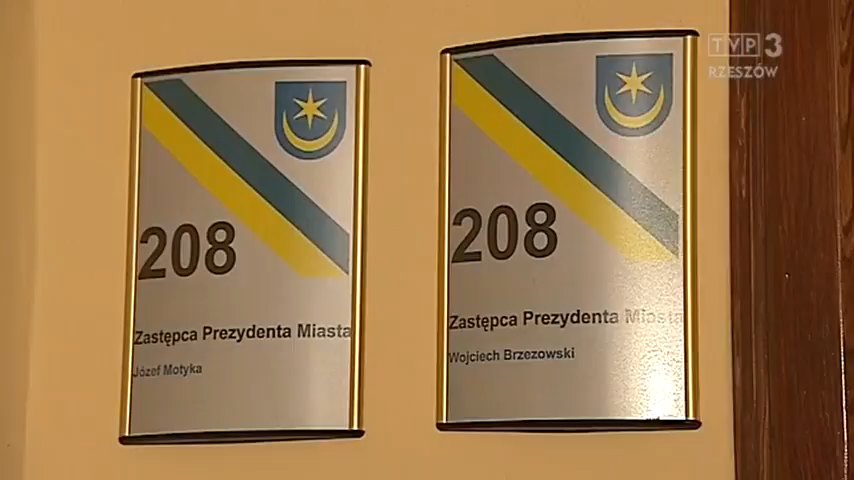 TVP3
RZESZÓW
208
Zastępca Prezydenta Miasta
Józef Motyka
208
Zastępca Prezydenta Miasta
Wojciech Brzezowski